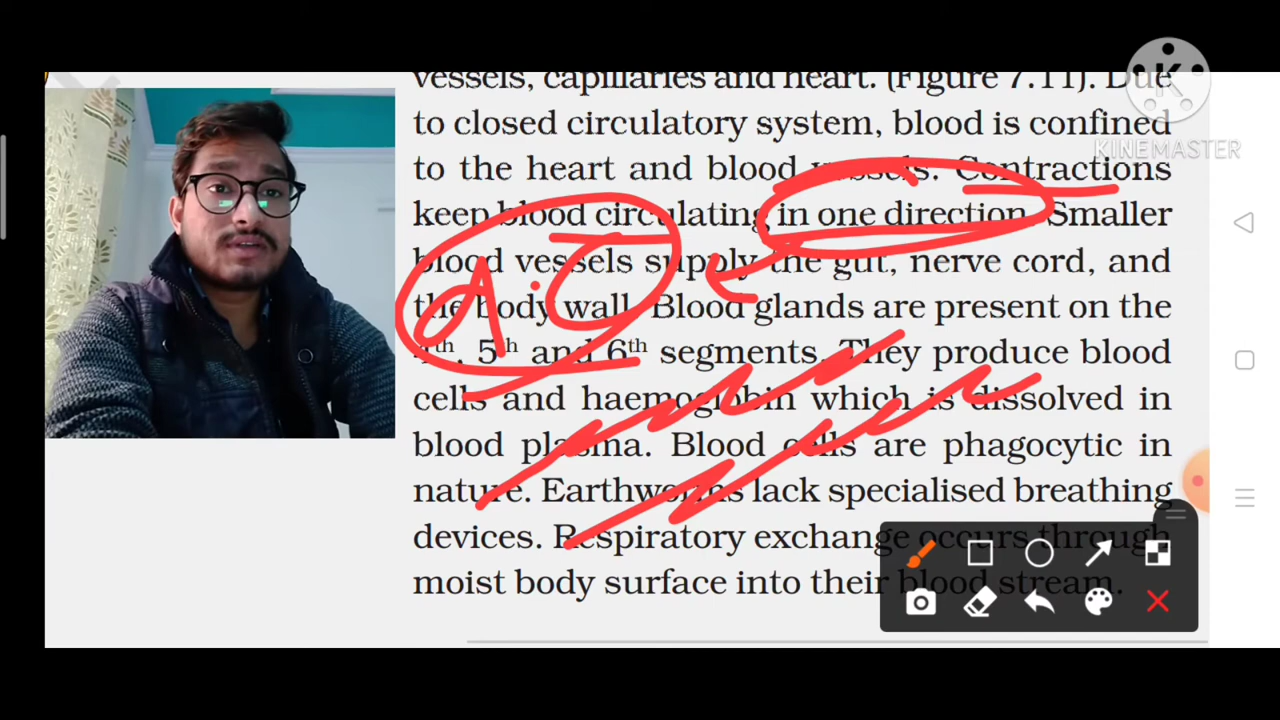 vessels, capillaries and heart. (Figure 7.11). Due
to closed circulatory system, blood is confined
to the heart and blood vessels. Contractions
keep blood circulating in one direction. Smaller
blood vessels supply the gut, nerve cord, and
the body wall. Blood glands are present on the
4th, 5th and 6th segments. They produce blood
cells and haemoglobin which is dissolved in
blood plasma. Blood cells are phagocytic in
nature. Earthworms lack specialised breathing
devices. Respiratory exchange occurs through
moist body surface into their blood stream.
K
KINEMASTER